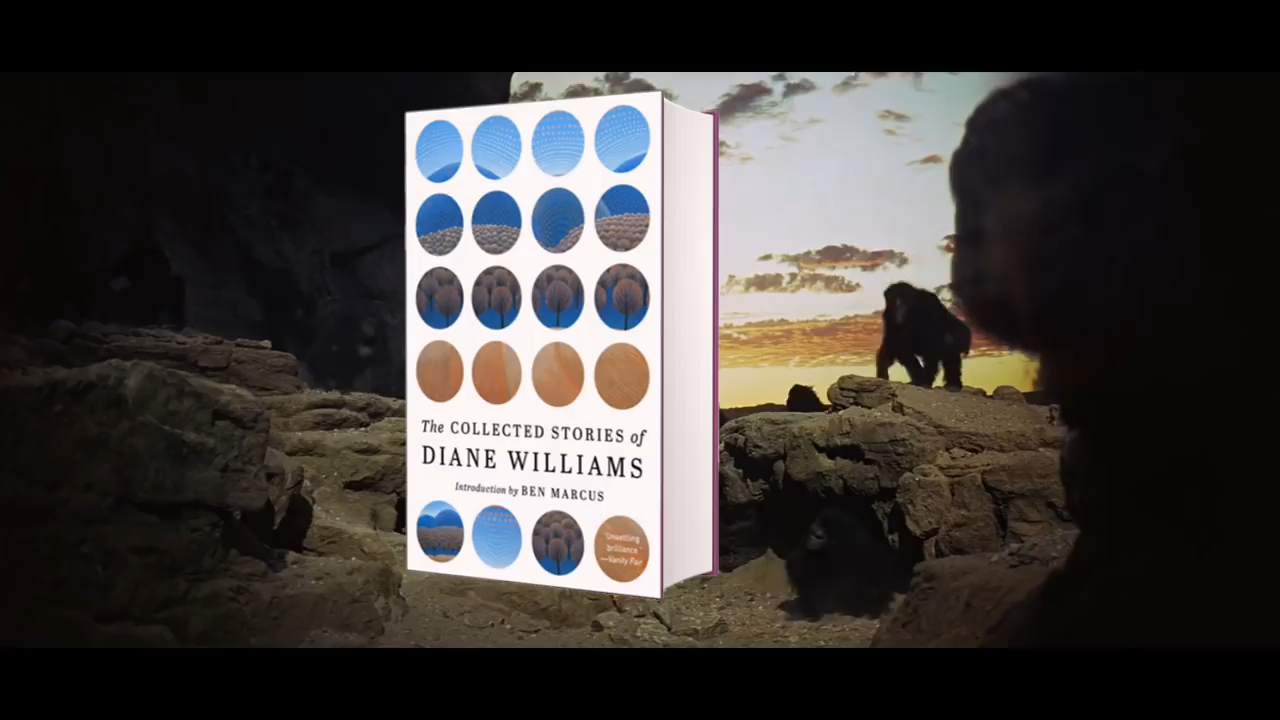 The COLLECTED STORIES of
DIANE WILLIAMS
Introduction by BEN MARCUS
"Unsettling
brilliance."
—Vanity Fair